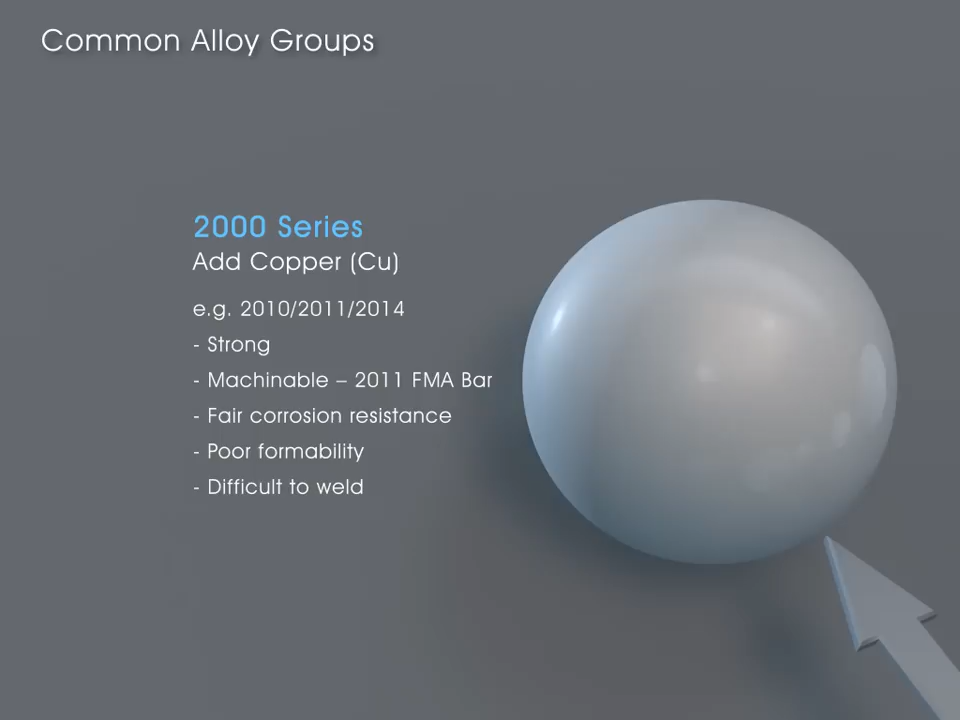 Common Alloy Groups
2000 Series
Add Copper (Cu)
e.g. 2010/2011/2014
- Strong
- Machinable – 2011 FMA Bar
- Fair corrosion resistance
- Poor formability
- Difficult to weld